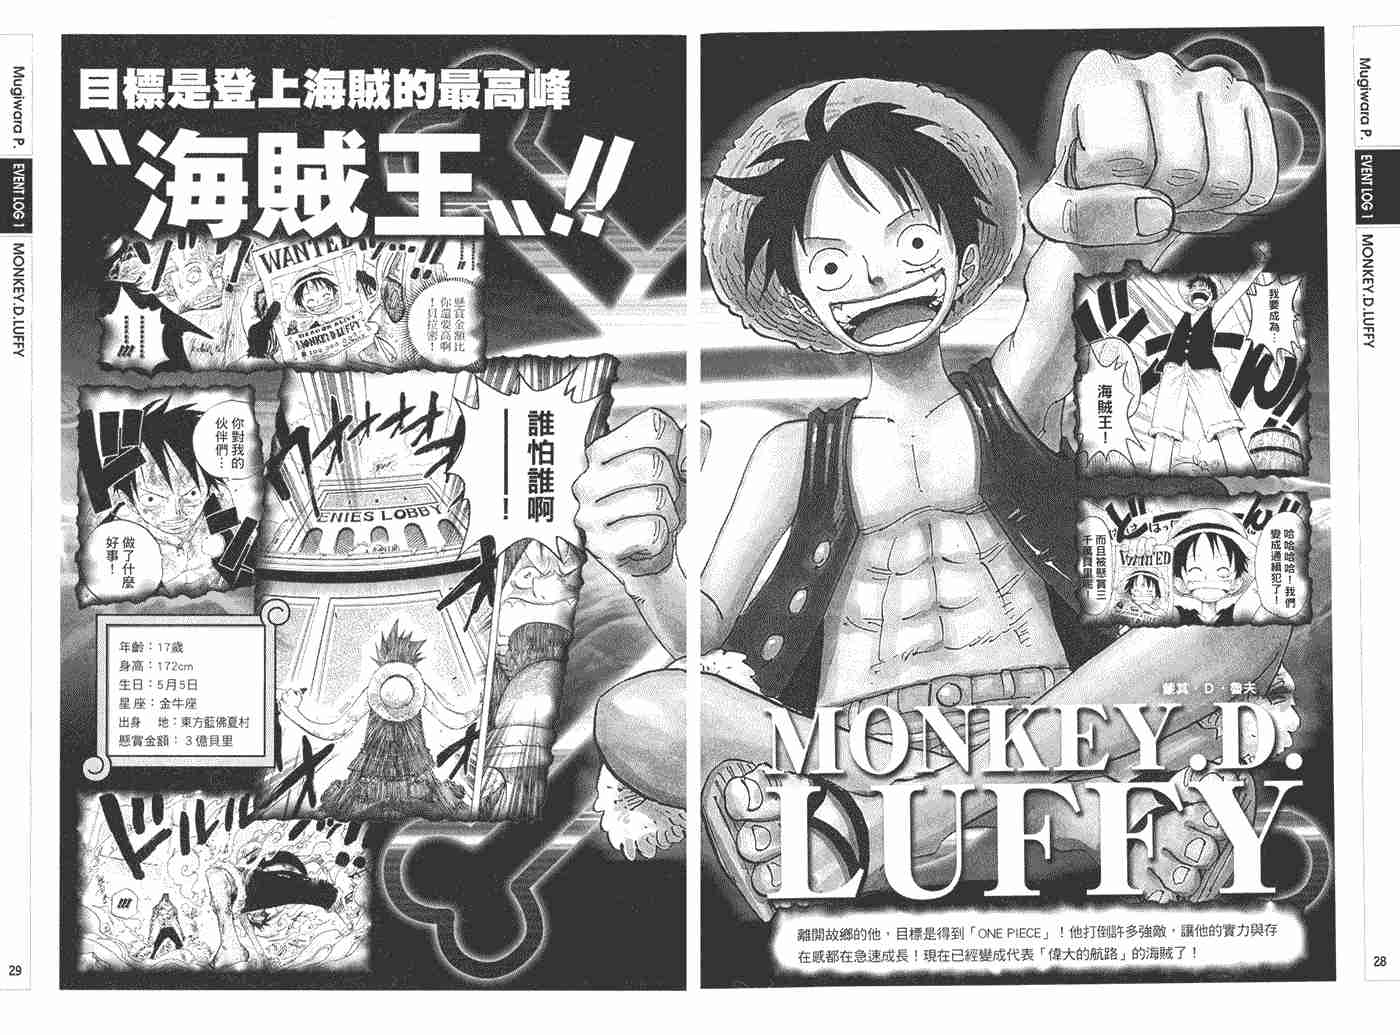 Mugiwara P.
EVENT LOG 1
MONKEY.D.LUFFY
28
我要成為…
海賊王！
哈哈哈哈！我們
變成通緝犯了！
而且被懸賞三
千萬貝里呢！
WANTED
蒙其・D・魯夫
MONKEY.D.
LUFFY
離開故鄉的他，目標是得到「ONE PIECE」！他打倒許多強敵，讓他的實力與存
在感都在急速成長！現在已經變成代表「偉大的航路」的海賊了！
目標是登上海賊的最高峰
〝海賊王〟!!
WANTED
MONKEY.D.LUFFY
懸賞金額比
你還要高啊
！貝拉密！
誰怕誰啊
——！
ENIES LOBBY
你對我的
伙伴們…
做了什麼
好事！
年齡：17歲
身高：172cm
生日：5月5日
星座：金牛座
出身　地：東方藍佛夏村
懸賞金額：３億貝里
Mugiwara P.
EVENT LOG 1
MONKEY.D.LUFFY
29